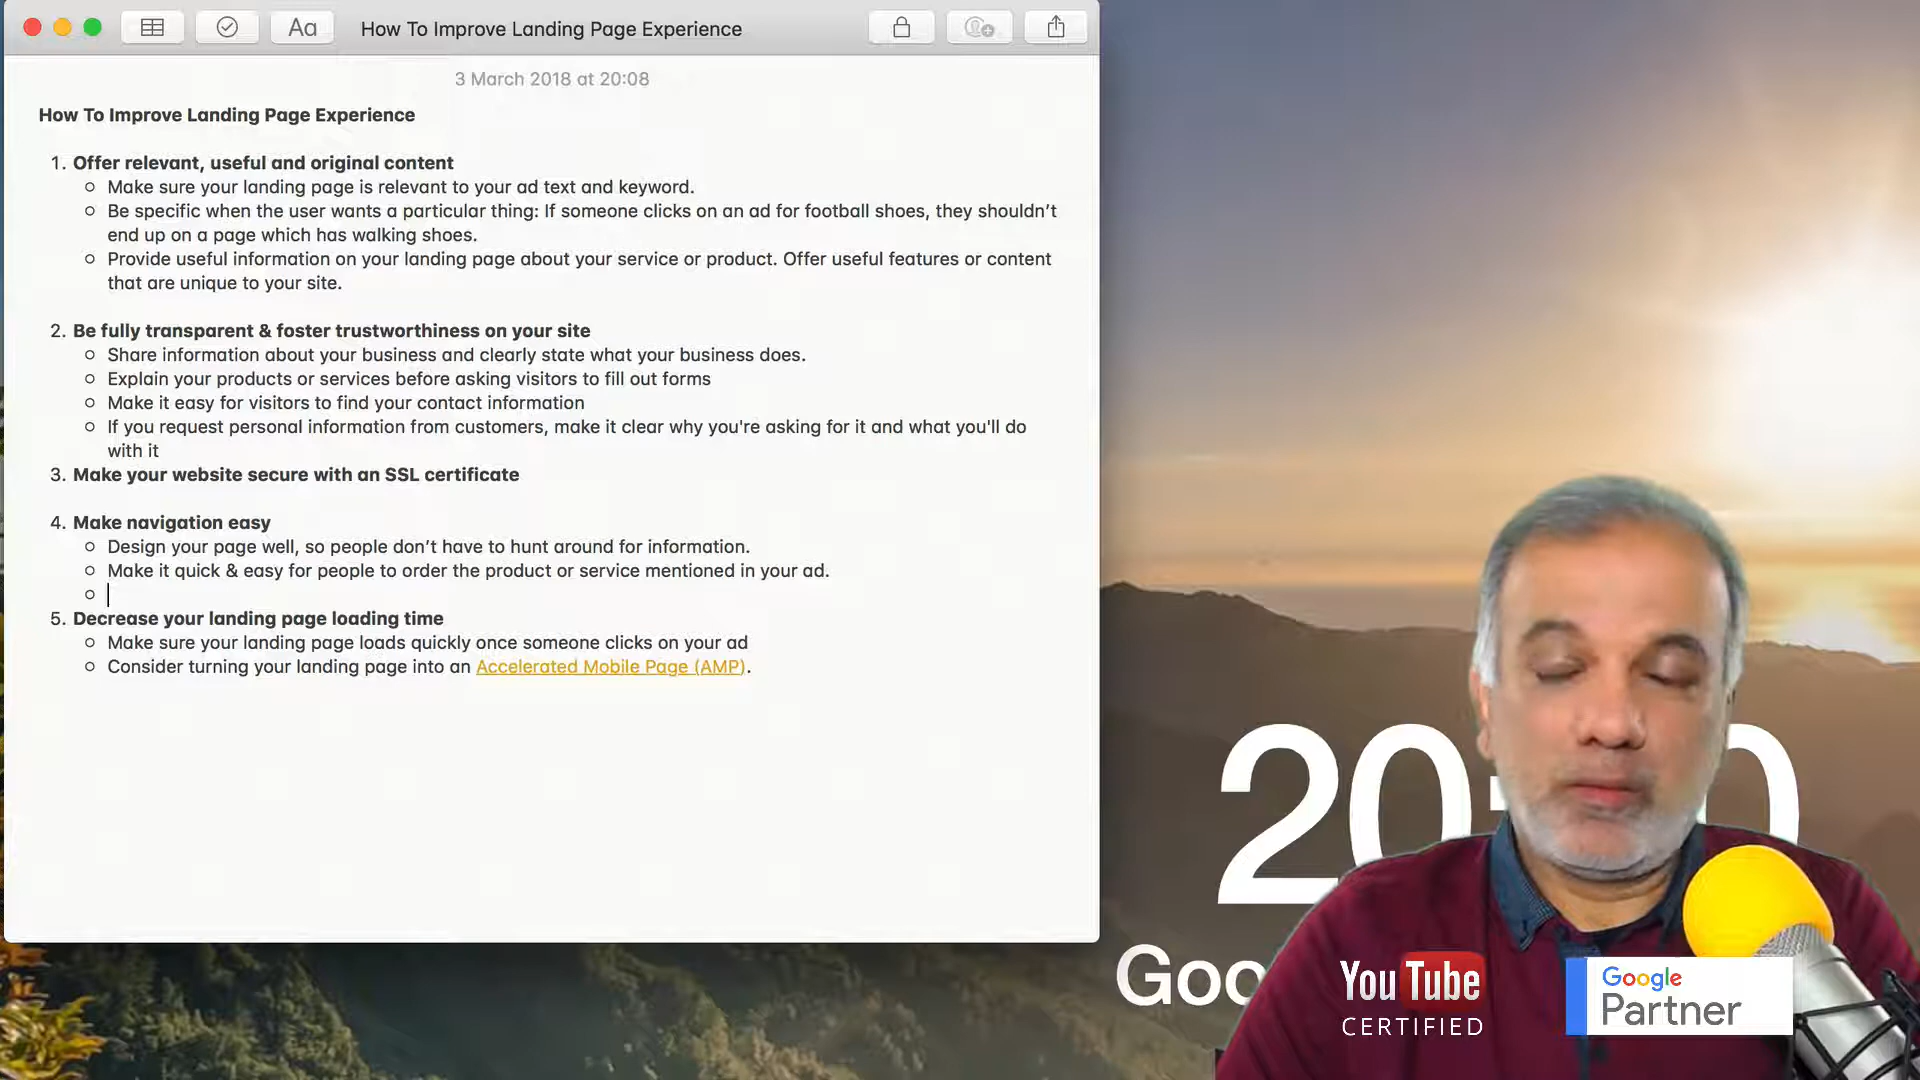 Aa
How To Improve Landing Page Experience
3 March 2018 at 20:08
How To Improve Landing Page Experience
1. Offer relevant, useful and original content
Make sure your landing page is relevant to your ad text and keyword.
Be specific when the user wants a particular thing: If someone clicks on an ad for football shoes, they shouldn’t
end up on a page which has walking shoes.
Provide useful information on your landing page about your service or product. Offer useful features or content
that are unique to your site.
2. Be fully transparent & foster trustworthiness on your site
Share information about your business and clearly state what your business does.
Explain your products or services before asking visitors to fill out forms
Make it easy for visitors to find your contact information
If you request personal information from customers, make it clear why you're asking for it and what you'll do
with it
3. Make your website secure with an SSL certificate
4. Make navigation easy
Design your page well, so people don’t have to hunt around for information.
Make it quick & easy for people to order the product or service mentioned in your ad.
5. Decrease your landing page loading time
Make sure your landing page loads quickly once someone clicks on your ad
Consider turning your landing page into an Accelerated Mobile Page (AMP).
YouTube
CERTIFIED
Google
Partner